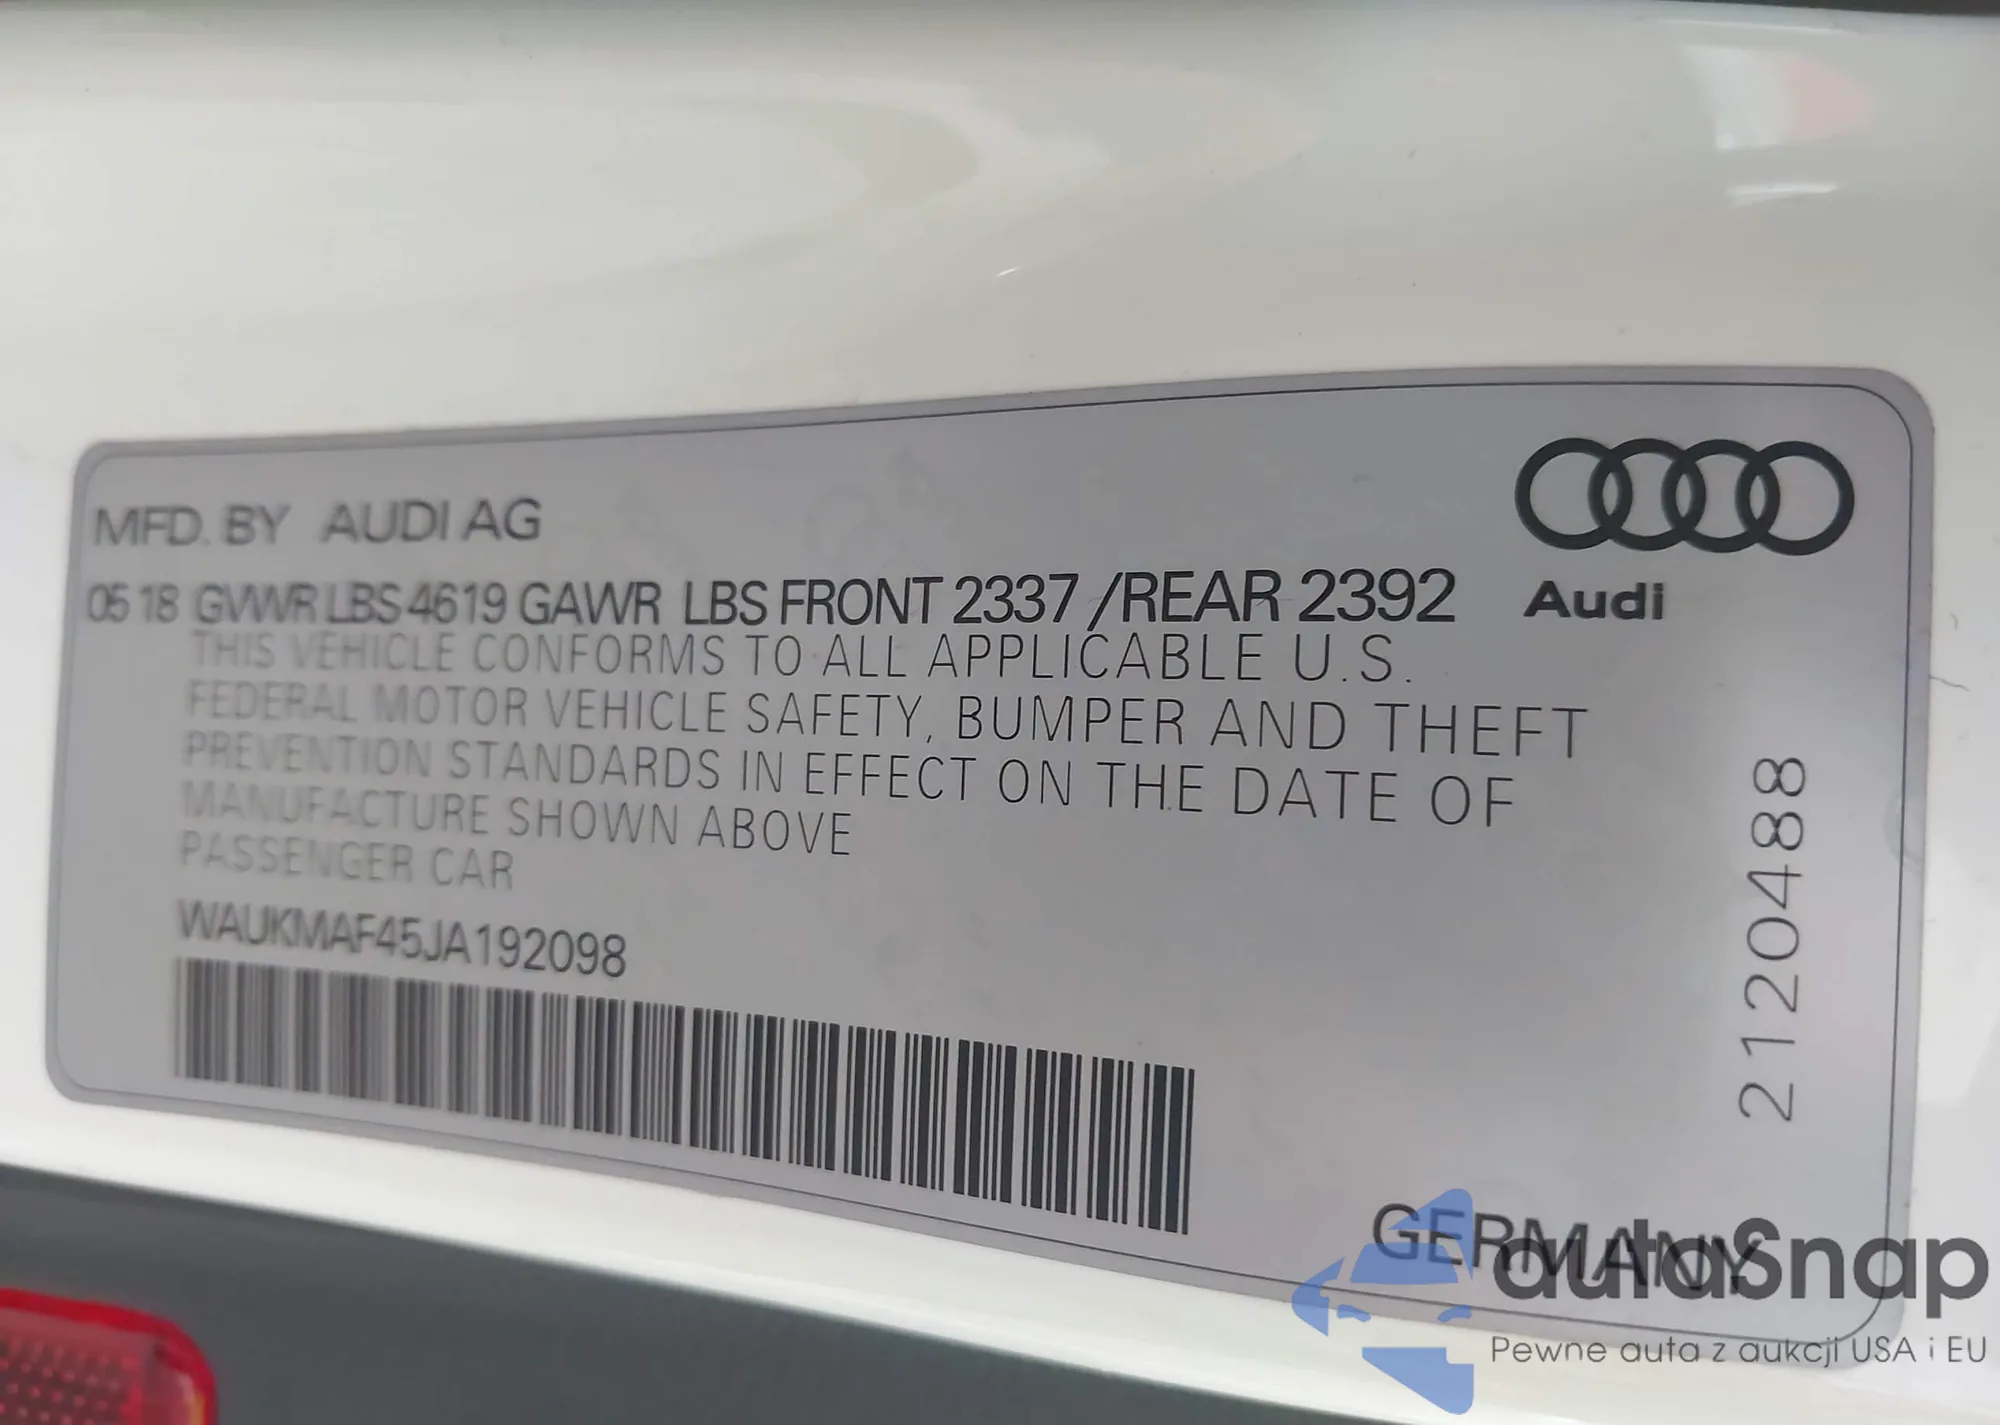 MFD. BY AUDI AG
05 18 GVWR LBS 4619 GAWR LBS FRONT 2337 /REAR 2392
THIS VEHICLE CONFORMS TO ALL APPLICABLE U.S.
FEDERAL MOTOR VEHICLE SAFETY, BUMPER AND THEFT
PREVENTION STANDARDS IN EFFECT ON THE DATE OF
MANUFACTURE SHOWN ABOVE
PASSENGER CAR
WAUKMAF45JA192098
Audi
2120488
GERMANY
autaSnap
Pewne auta z aukcji USA i EU